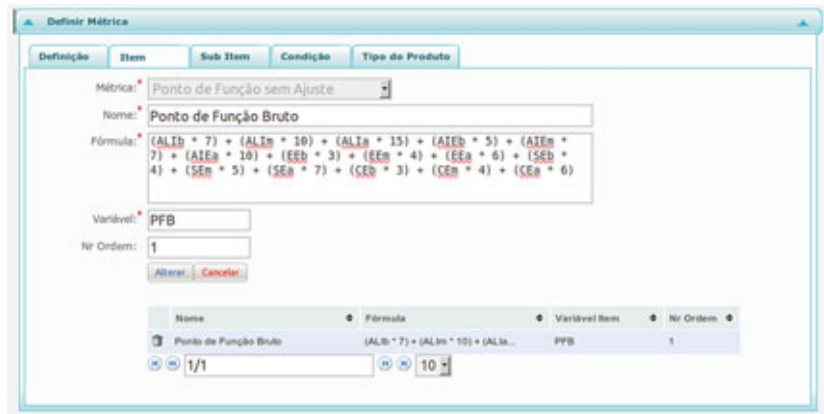 Definir Métrica
Definição Item Sub Item Condição Tipo do Produto
Métrica:* Ponto de Função sem Ajuste
Nome:* Ponto de Função Bruto
Fórmula:* (ALIb * 7) + (ALIm * 10) + (ALIa * 15) + (AIEb * 5) + (AIEm *
7) + (AIEa * 10) + (EEb * 3) + (EEm * 4) + (EEa * 6) + (SEb *
4) + (SEm * 5) + (SEa * 7) + (CEb * 3) + (CEm * 4) + (CEa * 6)
Variável:* PFB
Nr Ordem: 1
Alterar Cancelar
Nome Fórmula Variável Item Nr Ordem
Ponto de Função Bruto (ALIb * 7) + (ALIm * 10) + (ALIa... PFB 1
1/1 10